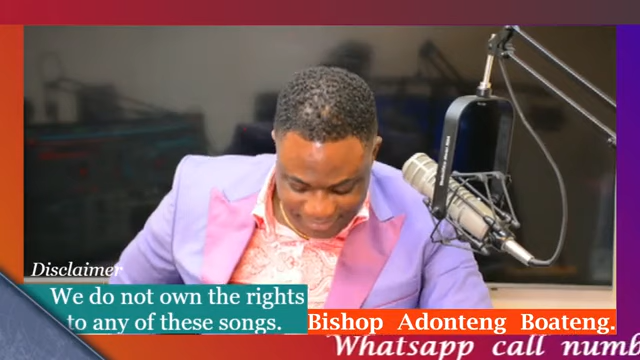 Disclaimer
We do not own the rights
to any of these songs.
Bishop Adonteng Boateng.
Whatsapp call numb